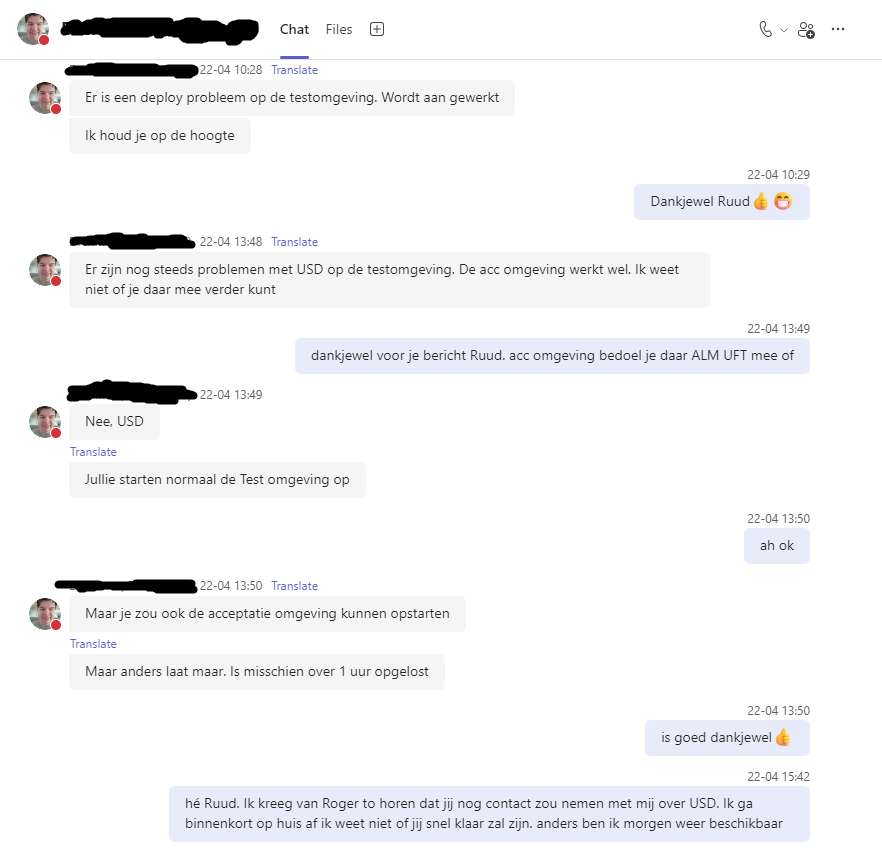 Chat Files
22-04 10:28 Translate
Er is een deploy probleem op de testomgeving. Wordt aan gewerkt
Ik houd je op de hoogte
22-04 10:29
Dankjewel Ruud👍😁
22-04 13:48 Translate
Er zijn nog steeds problemen met USD op de testomgeving. De acc omgeving werkt wel. Ik weet
niet of je daar mee verder kunt
22-04 13:49
dankjewel voor je bericht Ruud. acc omgeving bedoel je daar ALM UFT mee of
22-04 13:49
Nee, USD
Translate
Jullie starten normaal de Test omgeving op
22-04 13:50
ah ok
22-04 13:50 Translate
Maar je zou ook de acceptatie omgeving kunnen opstarten
Translate
Maar anders laat maar. Is misschien over 1 uur opgelost
22-04 13:50
is goed dankjewel👍
22-04 15:42
hé Ruud. Ik kreeg van Roger to horen dat jij nog contact zou nemen met mij over USD. Ik ga
binnenkort op huis af ik weet niet of jij snel klaar zal zijn. anders ben ik morgen weer beschikbaar